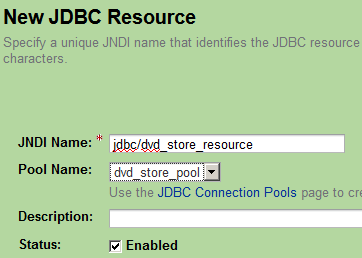 New JDBC Resource
Specify a unique JNDI name that identifies the JDBC resource
characters.
JNDI Name: * jdbc/dvd_store_resource
Pool Name: dvd_store_pool
Use the JDBC Connection Pools page to cre
Description:
Status: Enabled